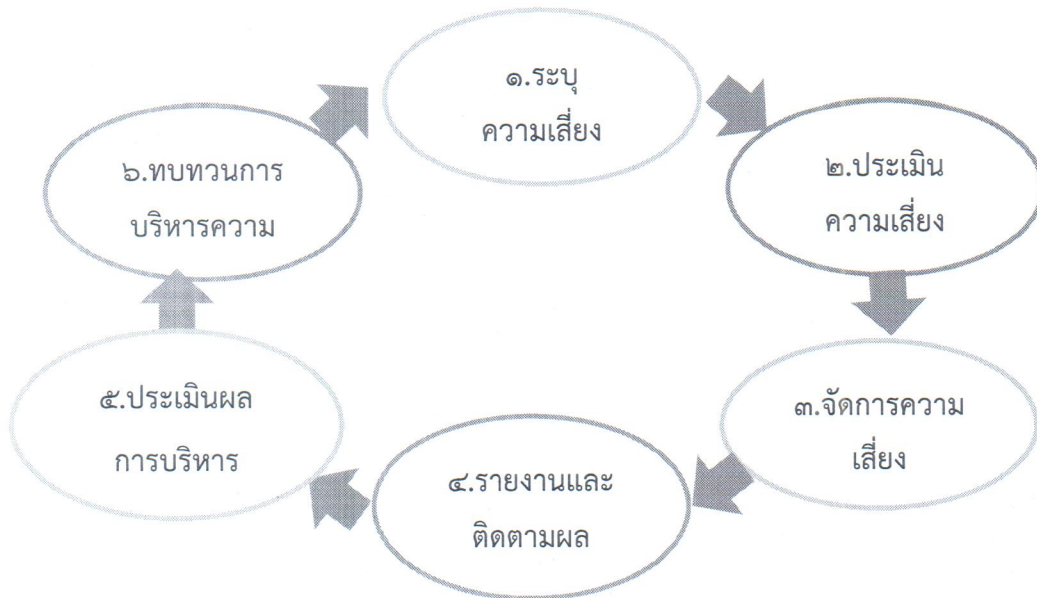 ๑.ระบุ
ความเสี่ยง
๒.ประเมิน
ความเสี่ยง
๓.จัดการความ
เสี่ยง
๔.รายงานและ
ติดตามผล
๕.ประเมินผล
การบริหาร
๖.ทบทวนการ
บริหารความ